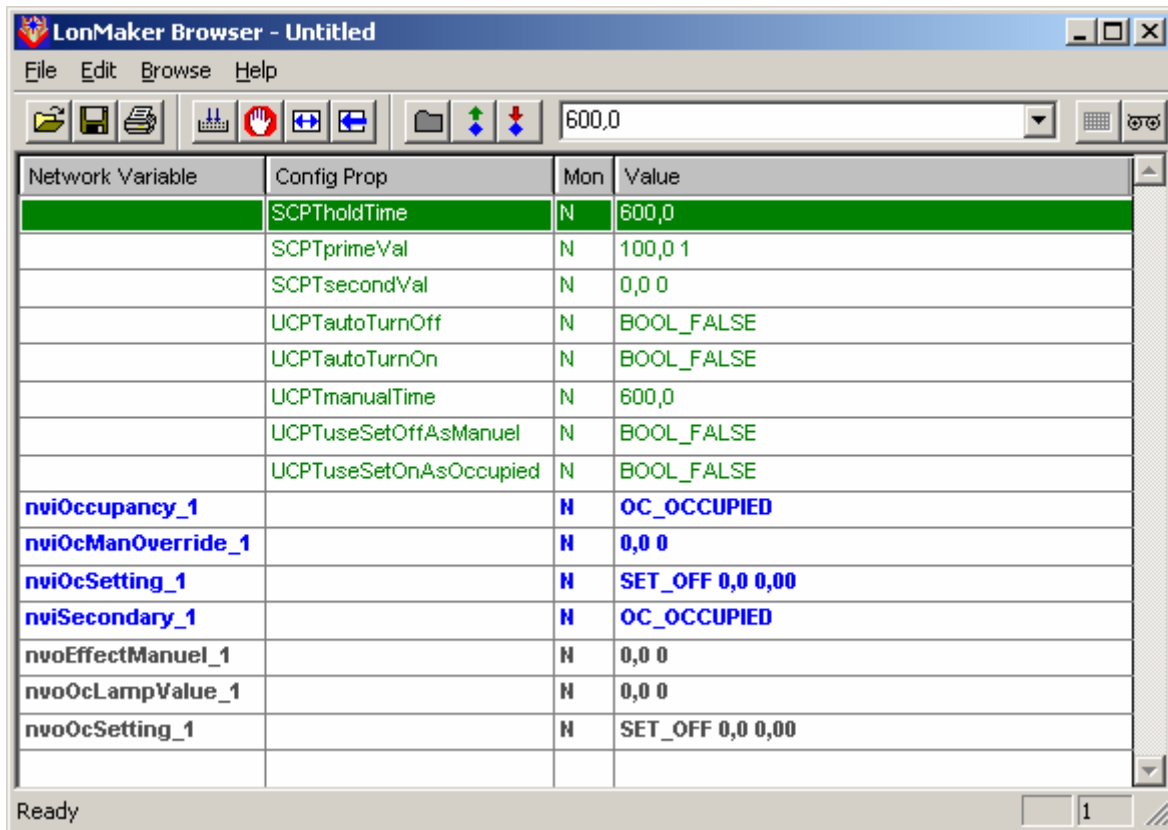 LonMaker Browser - Untitled
File Edit Browse Help
600,0
Network Variable Config Prop Mon Value
SCPTholdTime N 600,0
SCPTprimeVal N 100,0 1
SCPTsecondVal N 0,0 0
UCPTautoTurnOff N BOOL_FALSE
UCPTautoTurnOn N BOOL_FALSE
UCPTmanualTime N 600,0
UCPTuseSetOffAsManuel N BOOL_FALSE
UCPTuseSetOnAsOccupied N BOOL_FALSE
nviOccupancy_1 N OC_OCCUPIED
nviOcManOverride_1 N 0,0 0
nviOcSetting_1 N SET_OFF 0,0 0,00
nviSecondary_1 N OC_OCCUPIED
nvoEffectManuel_1 N 0,0 0
nvoOcLampValue_1 N 0,0 0
nvoOcSetting_1 N SET_OFF 0,0 0,00
Ready 1